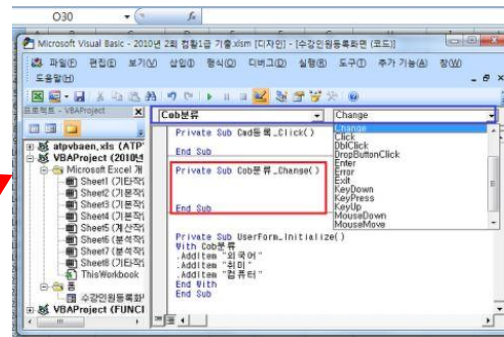 O30
fx
Microsoft Visual Basic - 2010년 2회 컴활1급 기출.xlsm [디자인] - [수강인원등록화면 (코드)]
파일(F) 편집(E) 보기(V) 삽입(I) 형식(O) 디버그(D) 실행(R) 도구(T) 추가 기능(A) 창(W)
도움말(H)
프로젝트 - VBAProject
Cob분류
Change
atpvbaen.xls (ATP
VBAProject (2010년
Microsoft Excel 개
Sheet1 (기타작
Sheet2 (기본작
Sheet3 (기본작
Sheet4 (기본작
Sheet5 (계산작
Sheet6 (분석작
Sheet7 (분석작
Sheet8 (기타작
ThisWorkbook
폼
수강인원등록화
VBAProject (FUNCI
Private Sub Cmd등록_Click()
End Sub
Private Sub Cob분류_Change()
End Sub
Private Sub UserForm_Initialize()
With Cob분류
.AddItem "외국어"
.AddItem "취미"
.AddItem "컴퓨터"
End With
End Sub
Change
Click
DblClick
DropButtonClick
Enter
Error
Exit
KeyDown
KeyPress
KeyUp
MouseDown
MouseMove